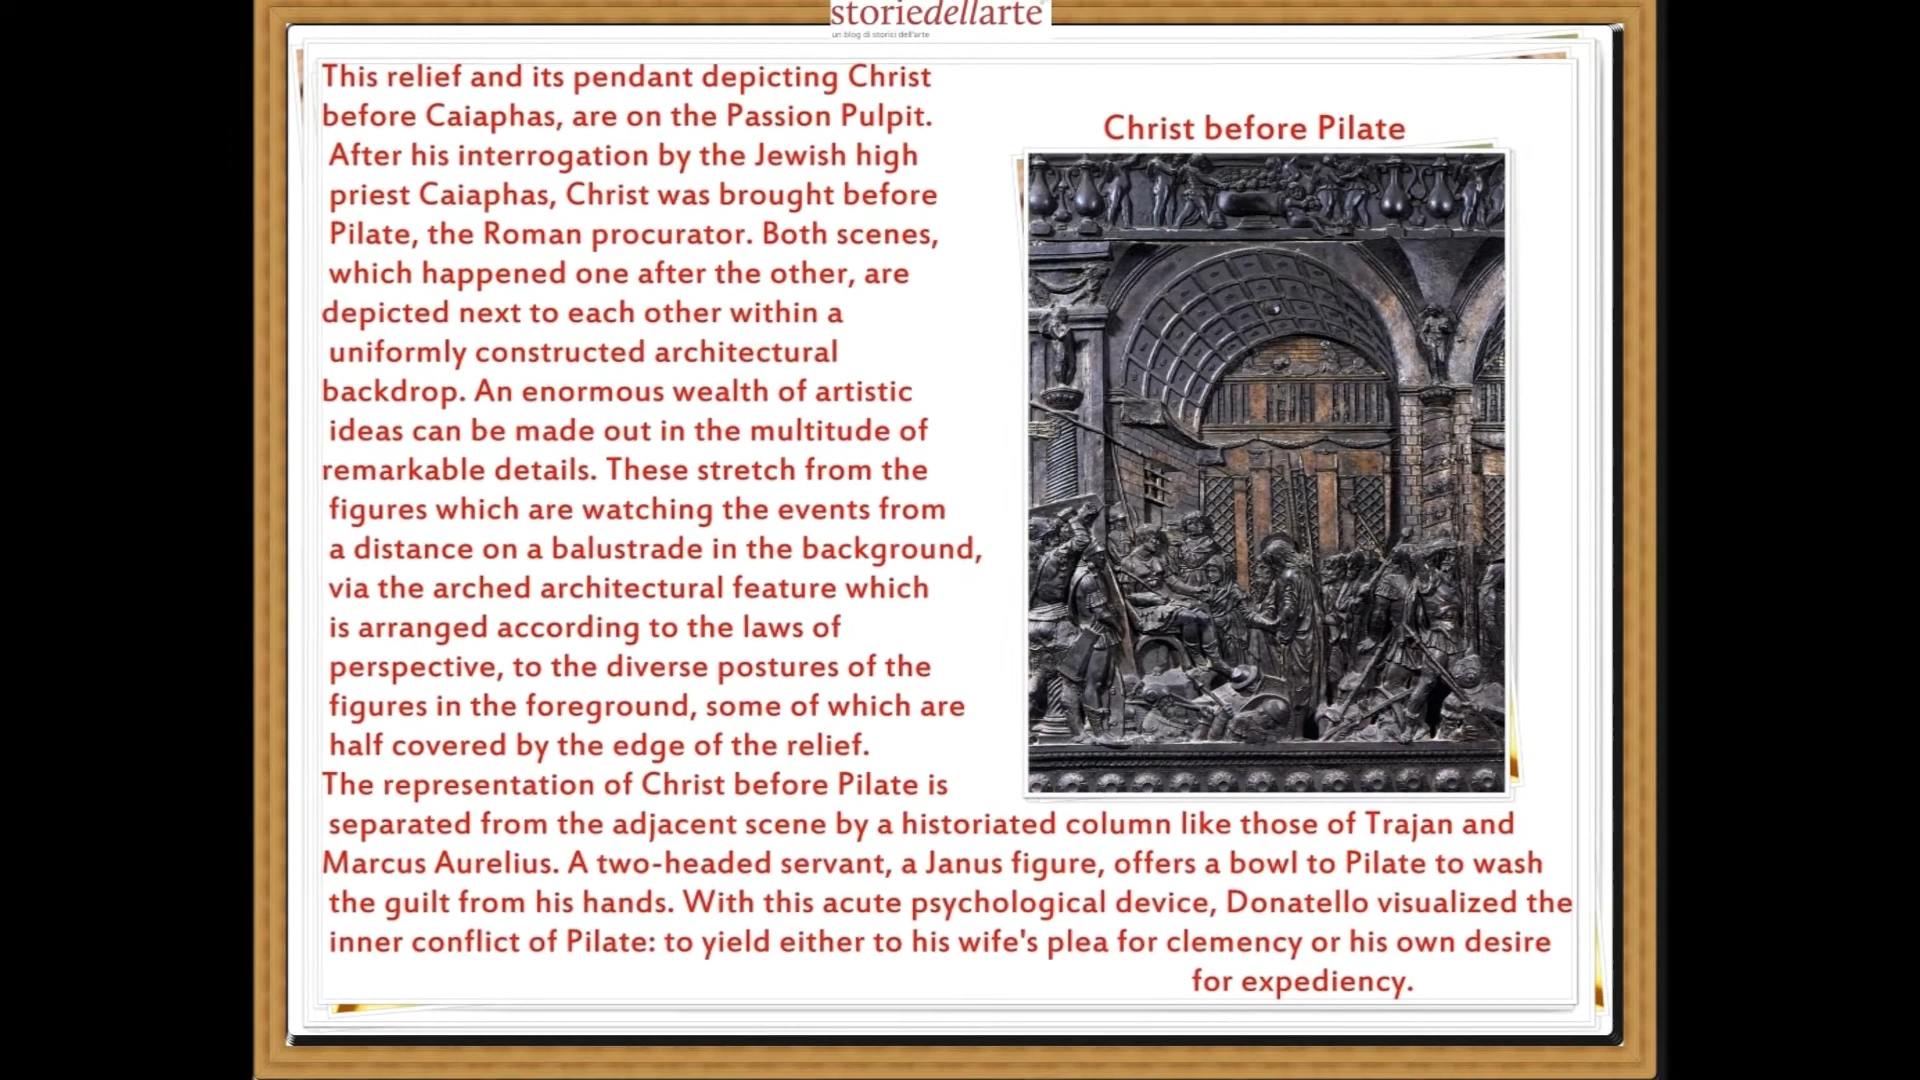 storiedellarte
un blog di storici dell'arte
This relief and its pendant depicting Christ
before Caiaphas, are on the Passion Pulpit.
After his interrogation by the Jewish high
priest Caiaphas, Christ was brought before
Pilate, the Roman procurator. Both scenes,
which happened one after the other, are
depicted next to each other within a
uniformly constructed architectural
backdrop. An enormous wealth of artistic
ideas can be made out in the multitude of
remarkable details. These stretch from the
figures which are watching the events from
a distance on a balustrade in the background,
via the arched architectural feature which
is arranged according to the laws of
perspective, to the diverse postures of the
figures in the foreground, some of which are
half covered by the edge of the relief.
The representation of Christ before Pilate is
separated from the adjacent scene by a historiated column like those of Trajan and
Marcus Aurelius. A two-headed servant, a Janus figure, offers a bowl to Pilate to wash
the guilt from his hands. With this acute psychological device, Donatello visualized the
inner conflict of Pilate: to yield either to his wife's plea for clemency or his own desire
for expediency.
Christ before Pilate